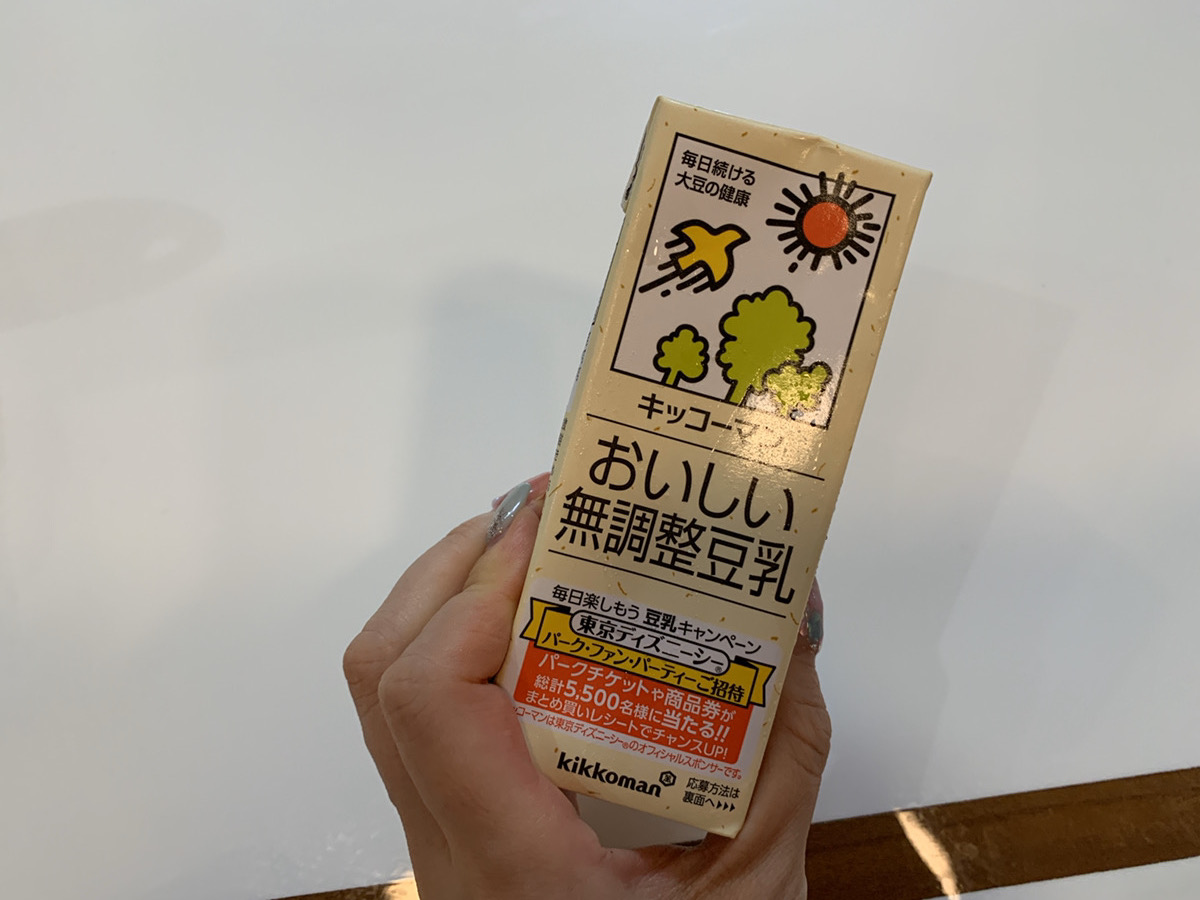 毎日続ける
大豆の健康
キッコーマン
おいしい
無調整豆乳
毎日楽しもう 豆乳キャンペーン
東京ディズニーシー®
パーク・ファン・パーティーご招待
パークチケットや商品券が
総計5,500名様に当たる!!
まとめ買いレシートでチャンスUP!
ッコーマンは東京ディズニーシー®のオフィシャルスポンサーです。
kikkoman
応募方法は
裏面へ